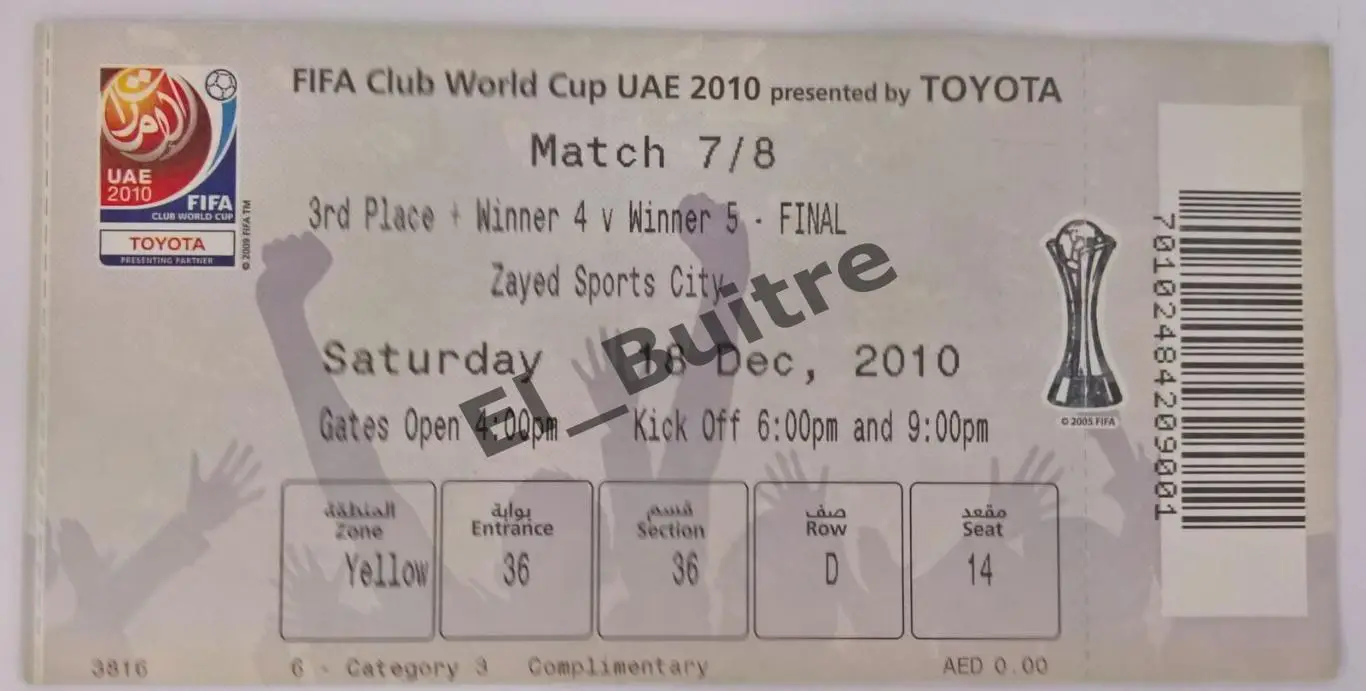 FIFA Club World Cup UAE 2010 presented by TOYOTA
Match 7/8
3rd Place + Winner 4 v Winner 5 - FINAL
Zayed Sports City
Saturday 18 Dec, 2010
Gates Open 4:00pm Kick Off 6:00pm and 9:00pm
El_Buitre
UAE
2010
FIFA
CLUB WORLD CUP
TOYOTA
PRESENTING PARTNER
© 2009 FIFA TM
© 2005 FIFA
7010248420900​1
المنطقة بوابة قسم صف مقعد
Zone Entrance Section Row Seat
Yellow 36 36 D 14
3816 6 - Category 3 Complimentary AED 0.00